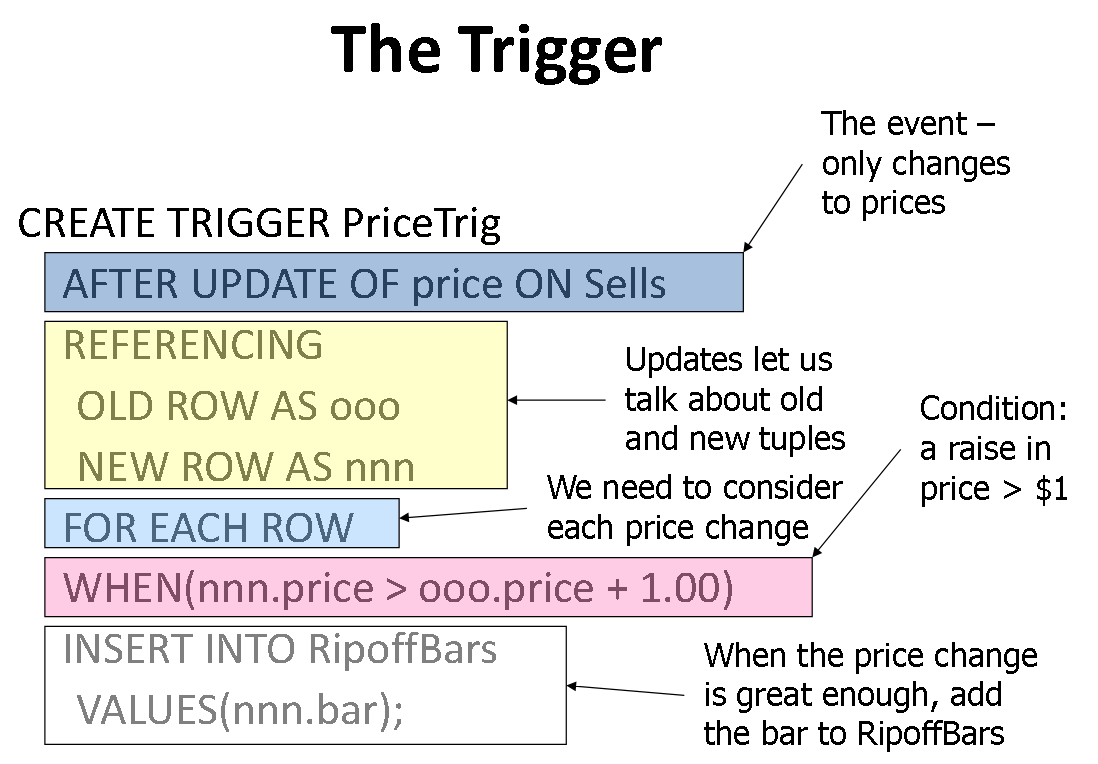 The Trigger
The event –
only changes
to prices
CREATE TRIGGER PriceTrig
AFTER UPDATE OF price ON Sells
REFERENCING
OLD ROW AS ooo
NEW ROW AS nnn
Updates let us
talk about old
and new tuples
Condition:
a raise in
price > $1
We need to consider
each price change
FOR EACH ROW
WHEN(nnn.price > ooo.price + 1.00)
INSERT INTO RipoffBars
VALUES(nnn.bar);
When the price change
is great enough, add
the bar to RipoffBars